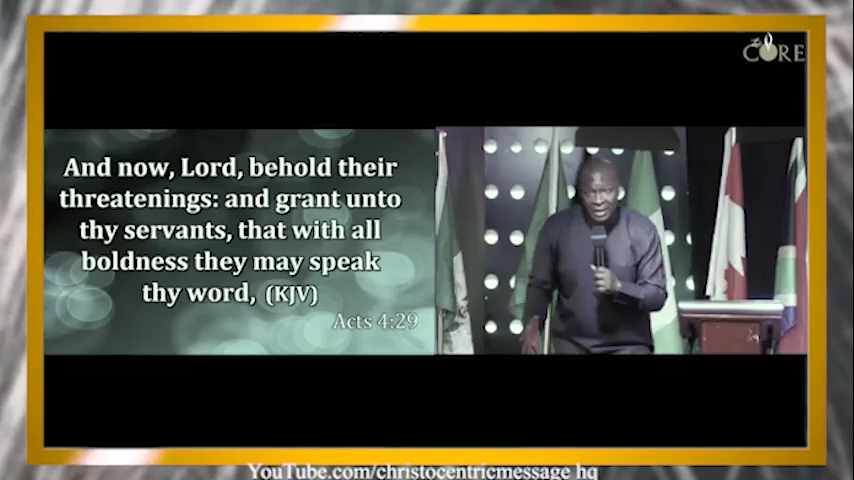 THE CORE
And now, Lord, behold their
threatenings: and grant unto
thy servants, that with all
boldness they may speak
thy word, (KJV)
Acts 4:29
YouTube.com/christocentricmessage hq